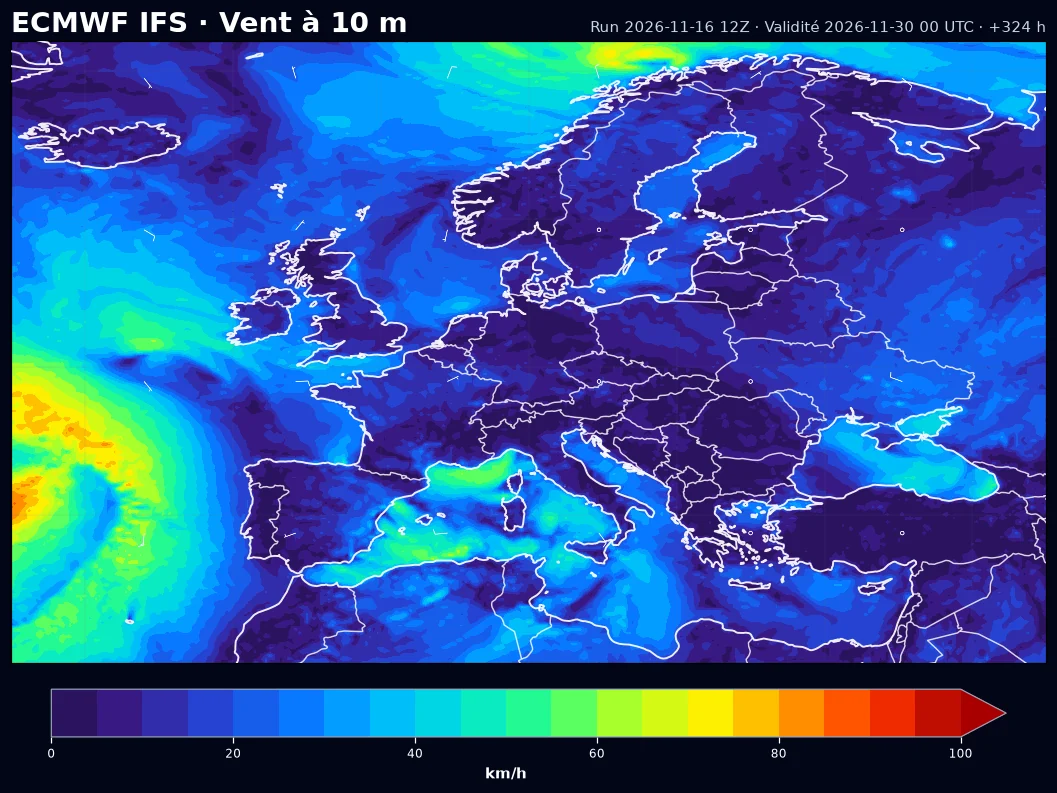 ECMWF IFS · Vent à 10 m
Run 2026-11-16 12Z · Validité 2026-11-30 00 UTC · +324 h
0 20 40 60 80 100
km/h